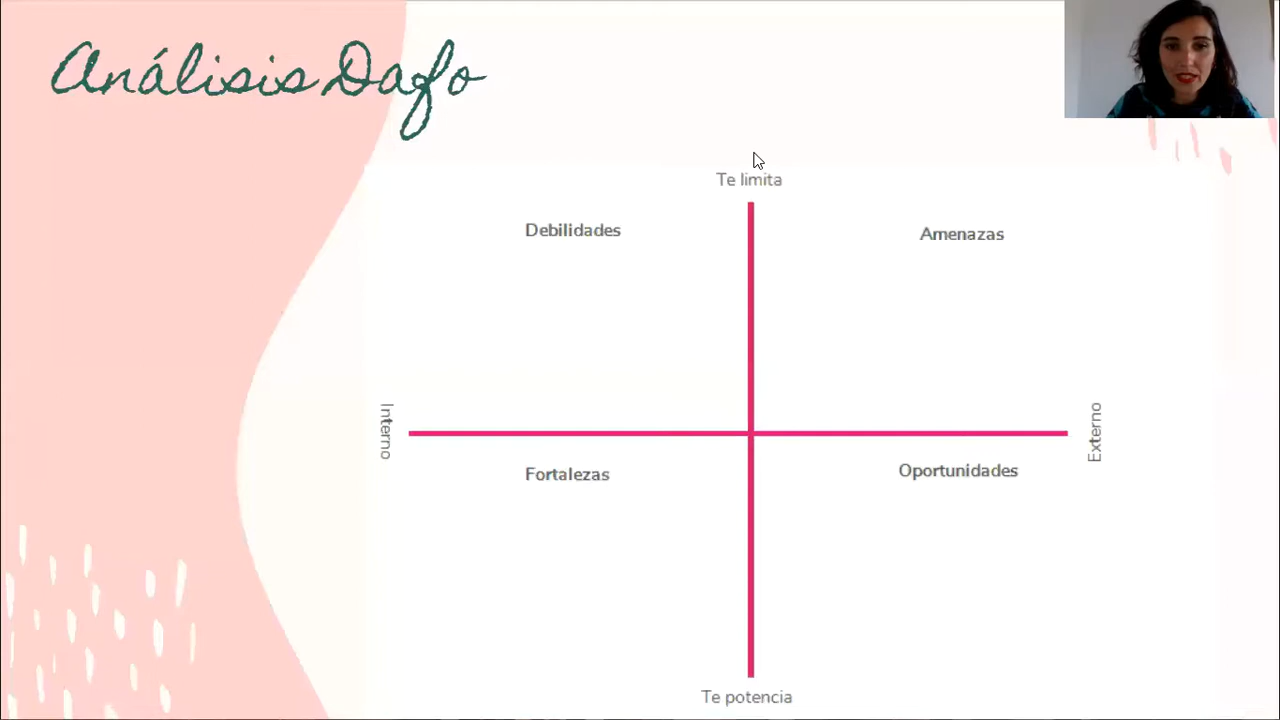 Análisis Dafo
Te limita
Debilidades
Amenazas
Interno
Externo
Fortalezas
Oportunidades
Te potencia